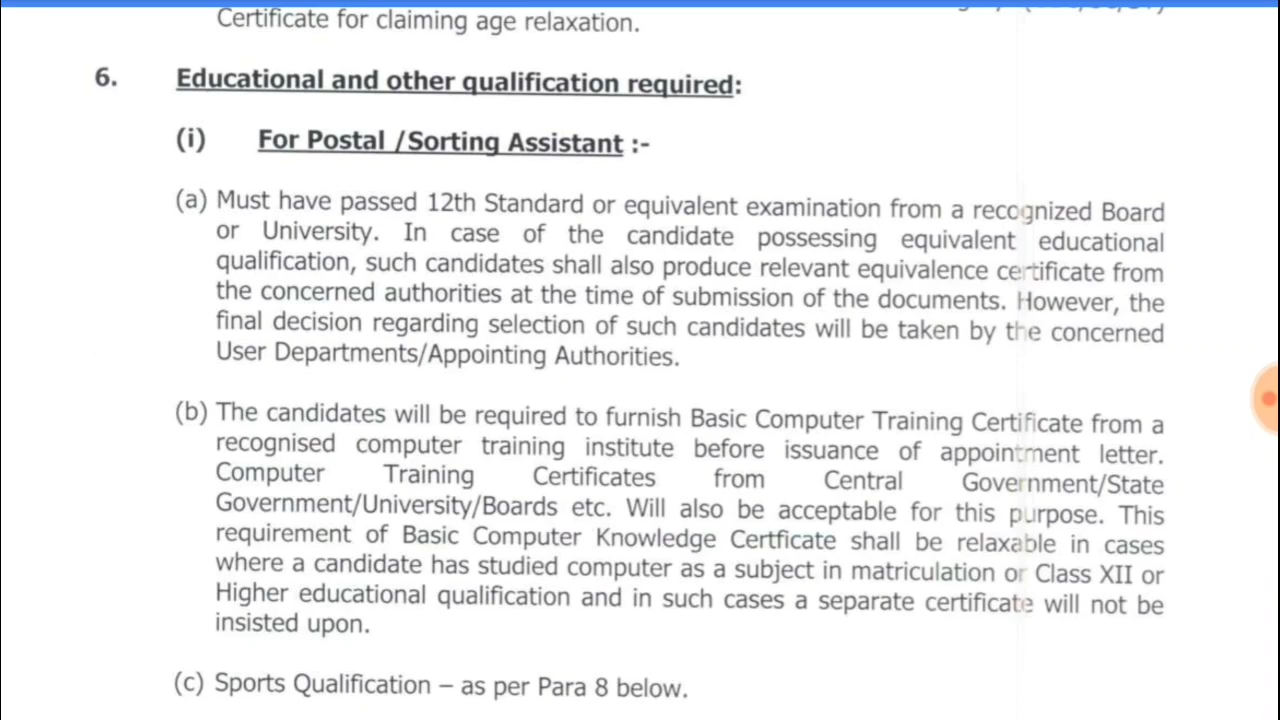 Certificate for claiming age relaxation.
6. Educational and other qualification required:
(i) For Postal /Sorting Assistant :-
(a) Must have passed 12th Standard or equivalent examination from a recognized Board
or University. In case of the candidate possessing equivalent educational
qualification, such candidates shall also produce relevant equivalence certificate from
the concerned authorities at the time of submission of the documents. However, the
final decision regarding selection of such candidates will be taken by the concerned
User Departments/Appointing Authorities.
(b) The candidates will be required to furnish Basic Computer Training Certificate from a
recognised computer training institute before issuance of appointment letter.
Computer Training Certificates from Central Government/State
Government/University/Boards etc. Will also be acceptable for this purpose. This
requirement of Basic Computer Knowledge Certficate shall be relaxable in cases
where a candidate has studied computer as a subject in matriculation or Class XII or
Higher educational qualification and in such cases a separate certificate will not be
insisted upon.
(c) Sports Qualification – as per Para 8 below.